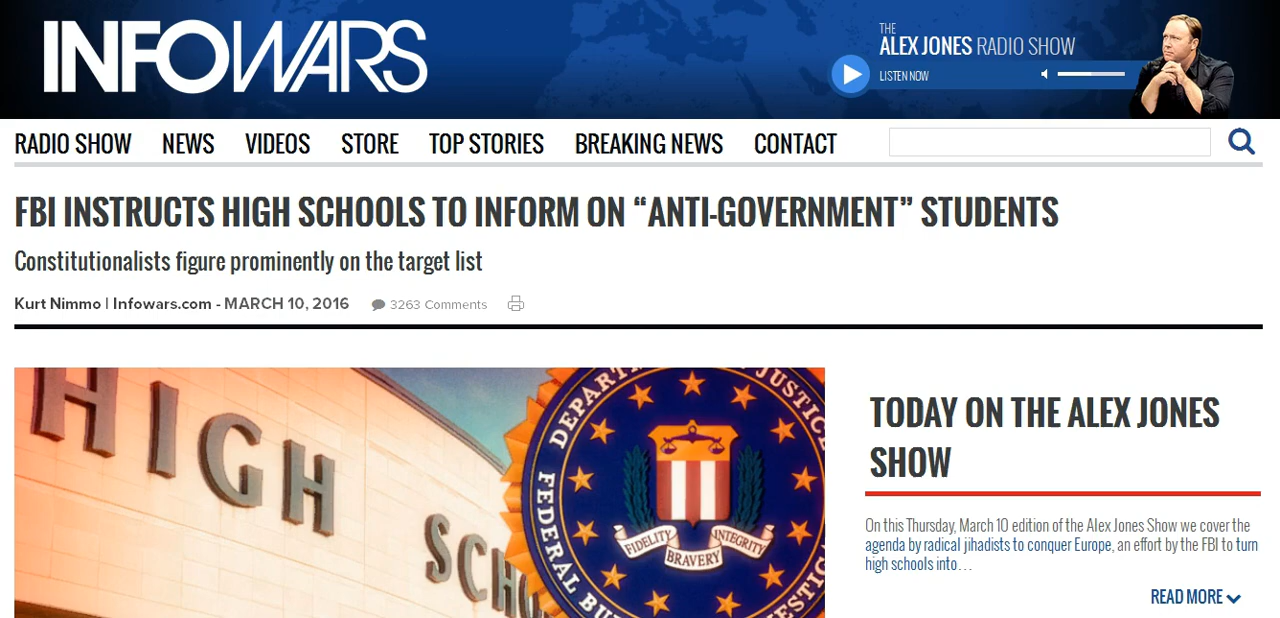 INFOWARS
THE
ALEX JONES RADIO SHOW
LISTEN NOW
RADIO SHOW NEWS VIDEOS STORE TOP STORIES BREAKING NEWS CONTACT
FBI INSTRUCTS HIGH SCHOOLS TO INFORM ON “ANTI-GOVERNMENT” STUDENTS
Constitutionalists figure prominently on the target list
Kurt Nimmo | Infowars.com - MARCH 10, 2016 3263 Comments
HIGH
SCHO
DEPARTMENT OF JUSTICE
FEDERAL BU
ESTIG
FIDELITY
BRAVERY
INTEGRITY
TODAY ON THE ALEX JONES
SHOW
On this Thursday, March 10 edition of the Alex Jones Show we cover the
agenda by radical jihadists to conquer Europe, an effort by the FBI to turn
high schools into…
READ MORE